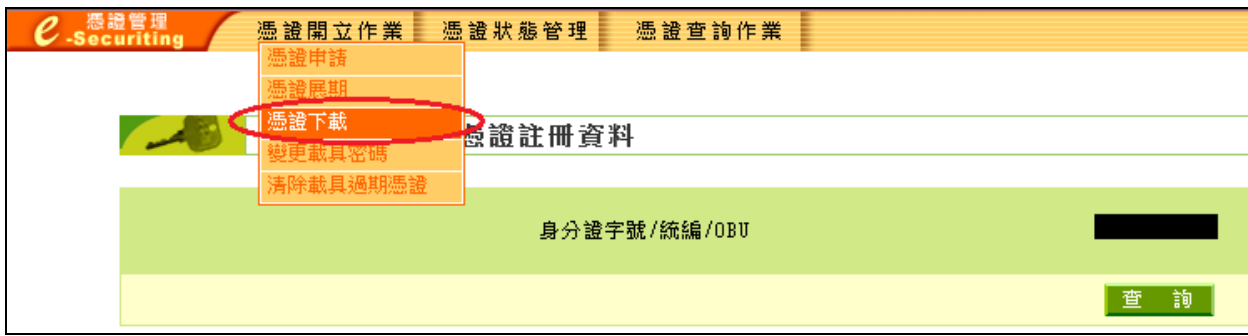 憑證管理
e-Securiting
憑證開立作業 憑證狀態管理 憑證查詢作業
憑證申請
憑證展期
憑證下載
變更載具密碼
清除載具過期憑證
憑證註冊資料
身分證字號/統編/OBU
查 詢